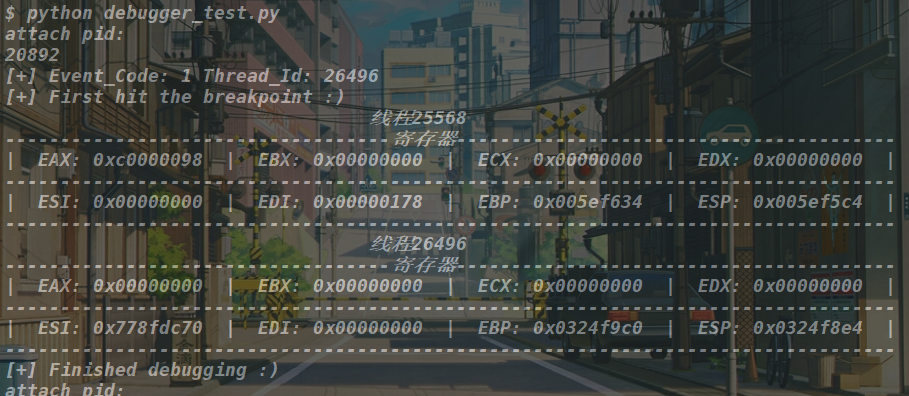 $ python debugger_test.py
attach pid:
20892
[+] Event_Code: 1 Thread_Id: 26496
[+] First hit the breakpoint :)
线程25568
寄存器
| EAX: 0xc0000098 | EBX: 0x00000000 | ECX: 0x00000000 | EDX: 0x00000000 |
| ESI: 0x00000000 | EDI: 0x00000178 | EBP: 0x005ef634 | ESP: 0x005ef5c4 |
线程26496
寄存器
| EAX: 0x00000000 | EBX: 0x00000000 | ECX: 0x00000000 | EDX: 0x00000000 |
| ESI: 0x778fdc70 | EDI: 0x00000000 | EBP: 0x0324f9c0 | ESP: 0x0324f8e4 |
[+] Finished debugging :)
attach pid: